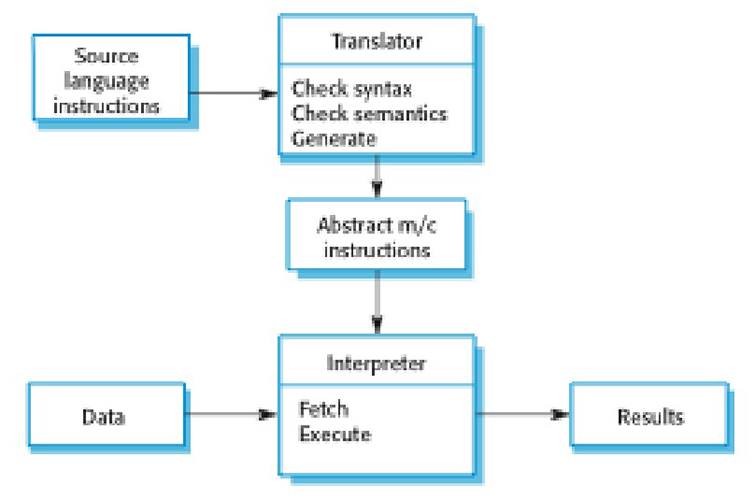 Source
language
instructions
Translator
Check syntax
Check semantics
Generate
Abstract m/c
instructions
Interpreter
Fetch
Execute
Data
Results